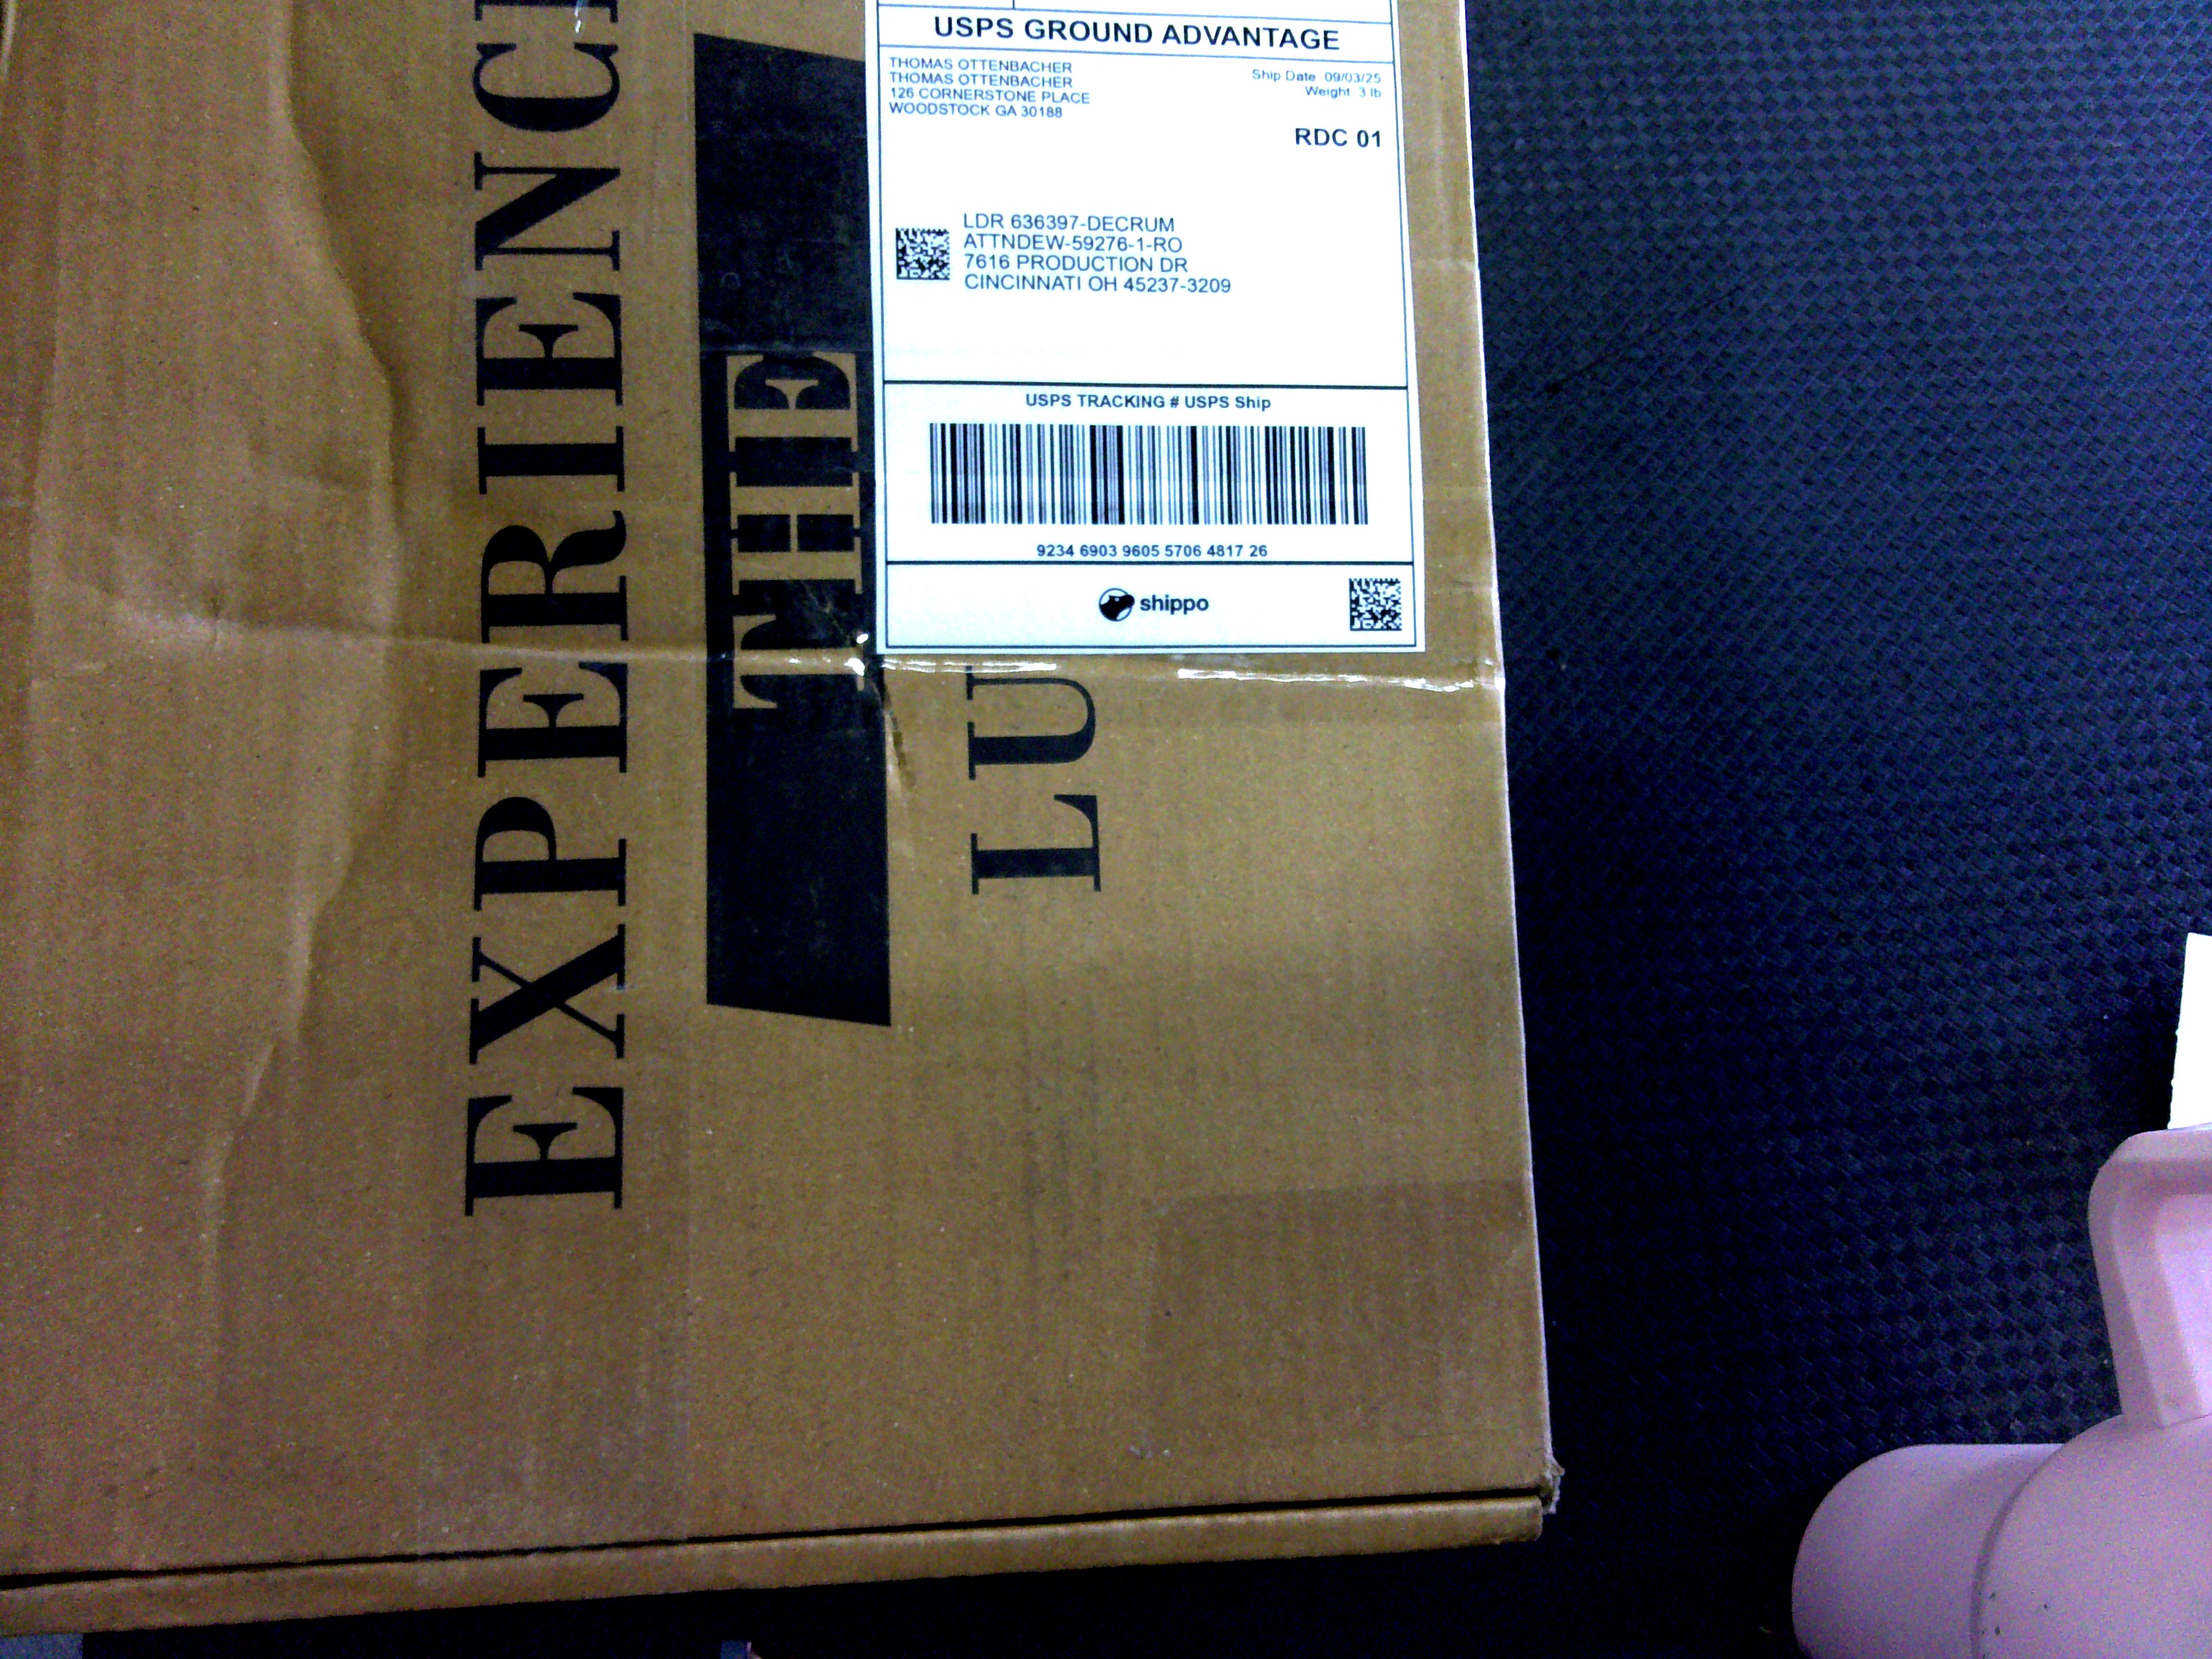 USPS GROUND ADVANTAGE
THOMAS OTTENBACHER
THOMAS OTTENBACHER
126 CORNERSTONE PLACE
WOODSTOCK GA 30188
Ship Date 09/03/25
Weight 3 lb
RDC 01
LDR 636397-DECRUM
ATTNDEW-59276-1-RO
7616 PRODUCTION DR
CINCINNATI OH 45237-3209
USPS TRACKING # USPS Ship
9234 6903 9605 5706 4817 26
shippo
EXPERIENC
THE
LU